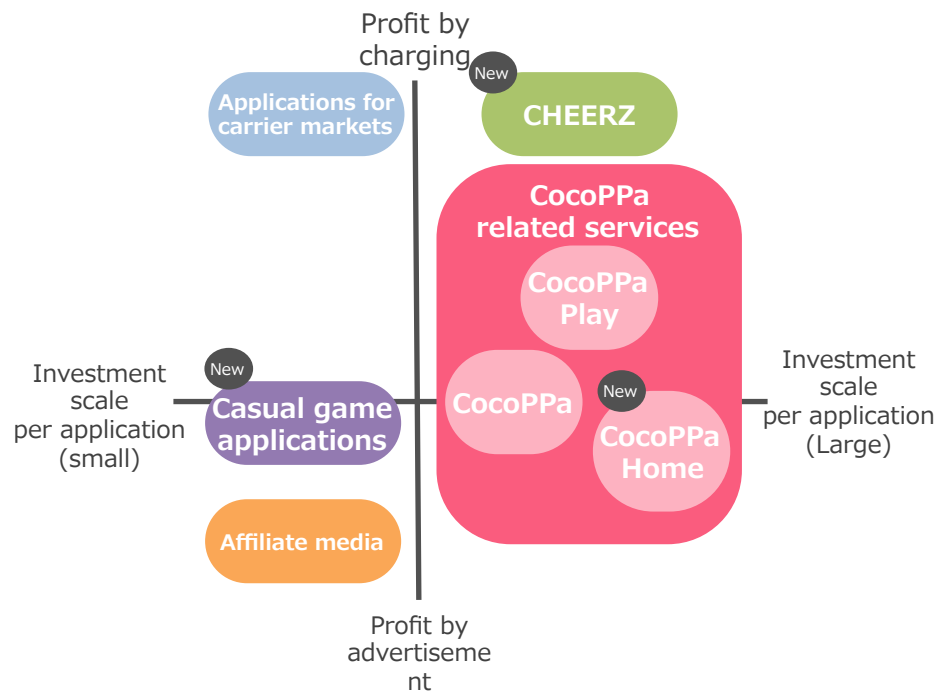 Profit by
charging
New
Applications for
carrier markets
CHEERZ
CocoPPa
related services
CocoPPa
Play
Investment
scale
per application
(small)
New
Casual game
applications
CocoPPa
New
CocoPPa
Home
Investment
scale
per application
(Large)
Affiliate media
Profit by
advertiseme
nt